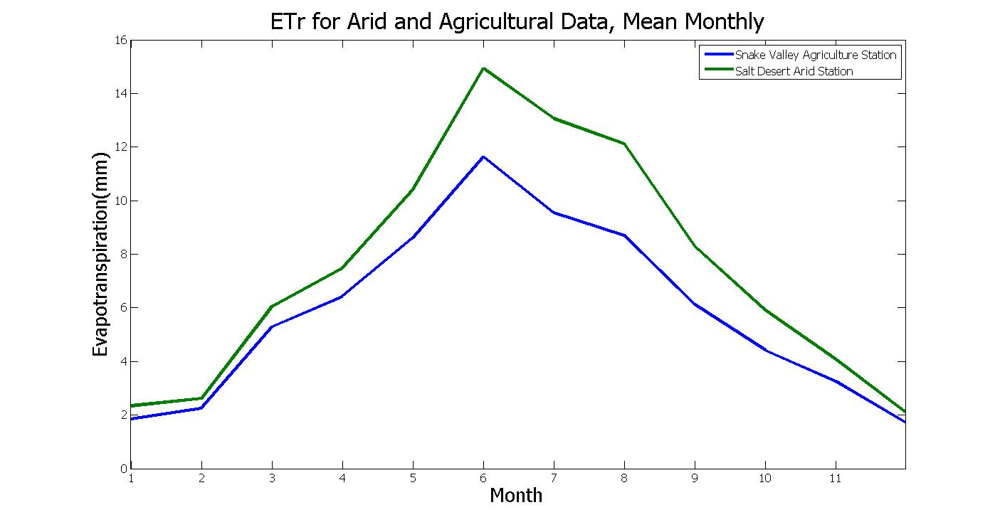 ETr for Arid and Agricultural Data, Mean Monthly
Snake Valley Agriculture Station
Salt Desert Arid Station
Evapotranspiration(mm)
16
14
12
10
8
6
4
2
0
1 2 3 4 5 6 7 8 9 10 11
Month